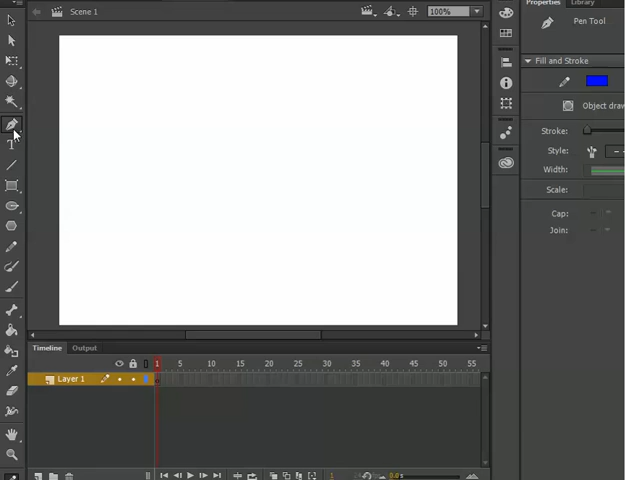 Properties Library
Scene 1
100%
Pen Tool
Fill and Stroke
Object draw
Stroke:
Style:
Width:
Scale:
Cap:
Join:
Timeline Output
1 5 10 15 20 25 30 35 40 45 50 55
Layer 1
1